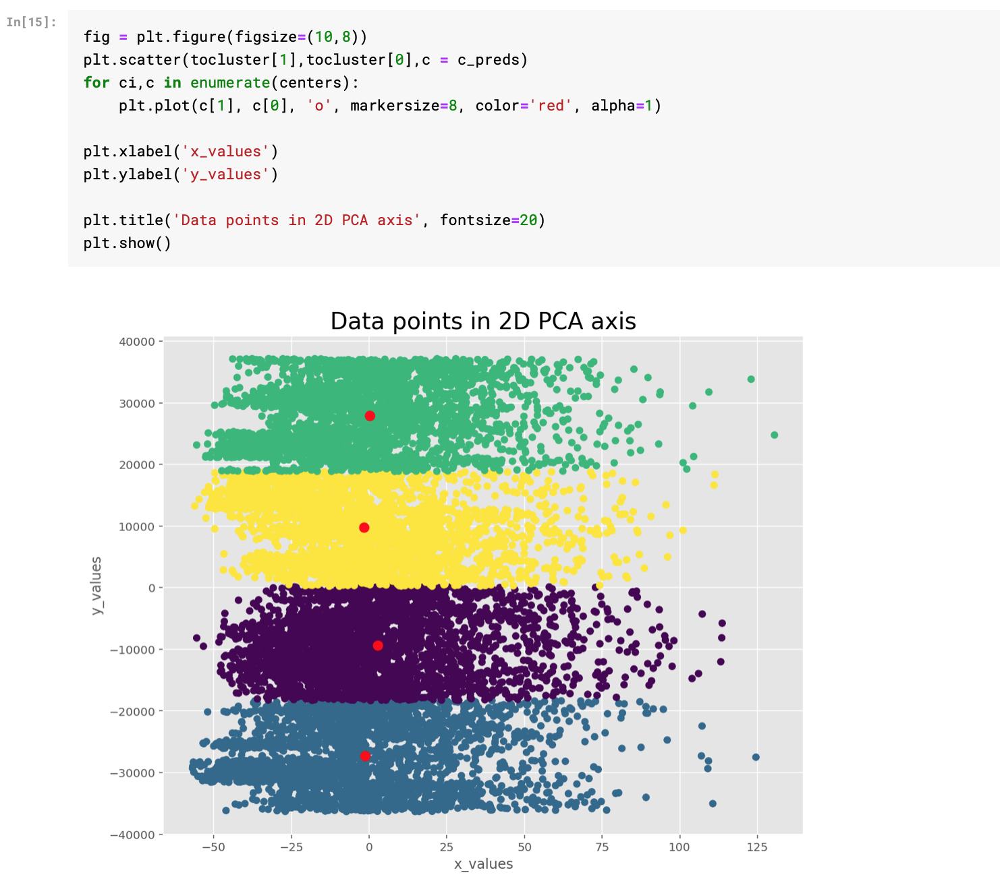 In[15]:
fig = plt.figure(figsize=(10,8))
plt.scatter(tocluster[1],tocluster[0],c = c_preds)
for ci,c in enumerate(centers):
    plt.plot(c[1], c[0], 'o', markersize=8, color='red', alpha=1)
plt.xlabel('x_values')
plt.ylabel('y_values')
plt.title('Data points in 2D PCA axis', fontsize=20)
plt.show()
Data points in 2D PCA axis
40000
30000
20000
10000
0
−10000
−20000
−30000
−40000
y_values
−50 −25 0 25 50 75 100 125
x_values